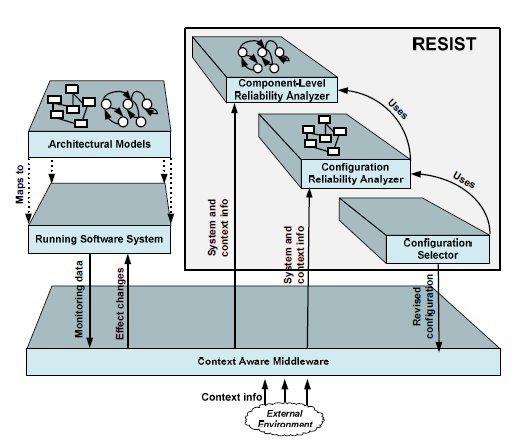 RESIST
Component-Level
Reliability Analyzer
Uses
Architectural Models
Configuration
Reliability Analyzer
Maps to
Uses
Running Software System
System and
context info
System and
context info
Configuration
Selector
Monitoring data
Effect changes
Revised
configuration
Context Aware Middleware
Context info
External
Environment